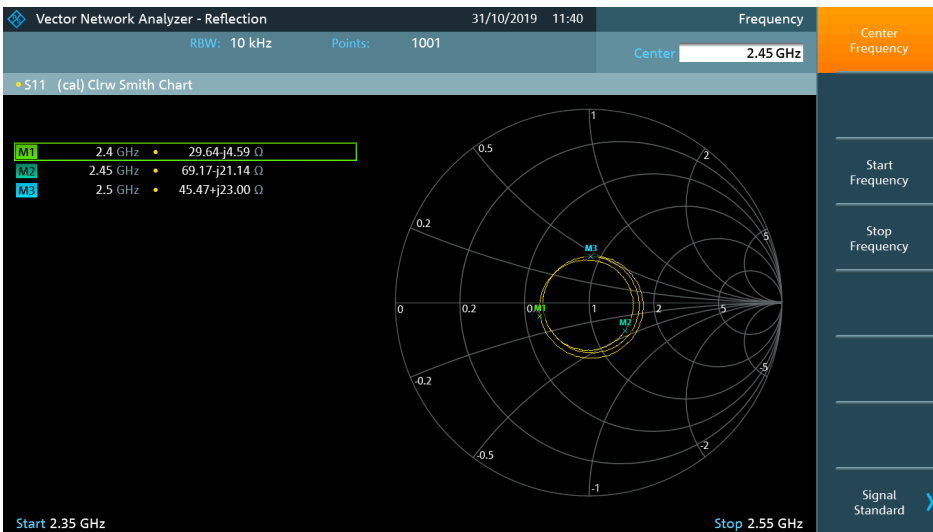 Vector Network Analyzer - Reflection 31/10/2019 11:40 Frequency
RBW: 10 kHz Points: 1001
Center 2.45 GHz
S11 (cal) Clrw Smith Chart
M1 2.4 GHz • 29.64-j4.59 Ω
M2 2.45 GHz • 69.17-j21.14 Ω
M3 2.5 GHz • 45.47+j23.00 Ω
1
0.5
2
0.2
5
M3
0
0.2
M1
1
2
5
M2
-0.2
-5
-0.5
-2
-1
Start 2.35 GHz
Stop 2.55 GHz
Center
Frequency
Start
Frequency
Stop
Frequency
Signal
Standard